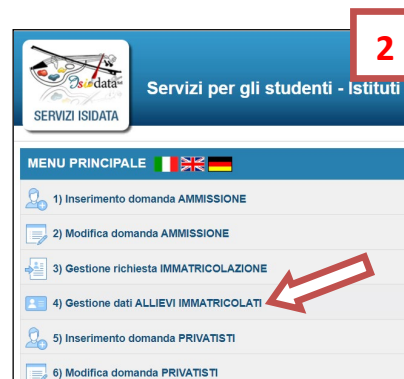 2
Isidata
SERVIZI ISIDATA
Servizi per gli studenti - Istituti
MENU PRINCIPALE
1) Inserimento domanda AMMISSIONE
2) Modifica domanda AMMISSIONE
3) Gestione richiesta IMMATRICOLAZIONE
4) Gestione dati ALLIEVI IMMATRICOLATI
5) Inserimento domanda PRIVATISTI
6) Modifica domanda PRIVATISTI